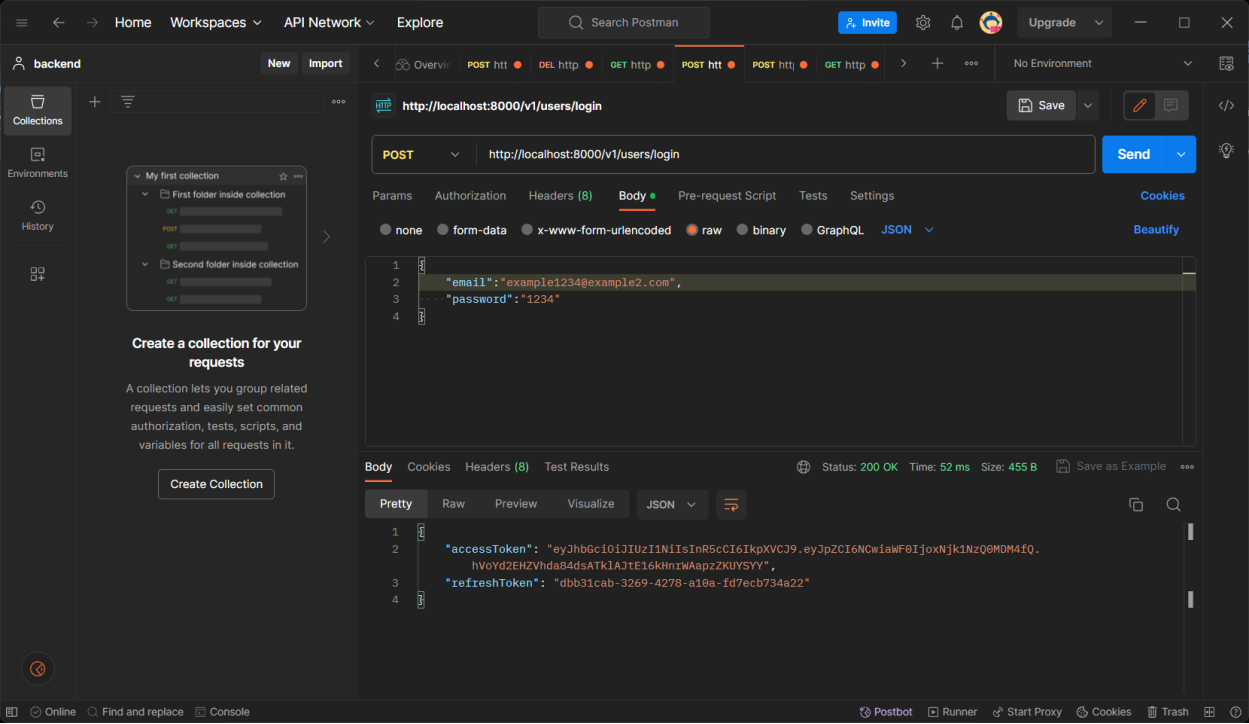 Home Workspaces API Network Explore Search Postman Invite Upgrade
backend New Import Overvie POST htt DEL http GET http POST htt POST http GET http No Environment
Collections
Environments
History
My first collection
First folder inside collection
GET
POST
GET
Second folder inside collection
GET
GET
Create a collection for your
requests
A collection lets you group related
requests and easily set common
authorization, tests, scripts, and
variables for all requests in it.
Create Collection
HTTP http://localhost:8000/v1/users/login Save
POST http://localhost:8000/v1/users/login Send
Params Authorization Headers (8) Body Pre-request Script Tests Settings Cookies
none form-data x-www-form-urlencoded raw binary GraphQL JSON Beautify
1 {
2 "email":"example1234@example2.com",
3 "password":"1234"
4 }
Body Cookies Headers (8) Test Results Status: 200 OK Time: 52 ms Size: 455 B Save as Example
Pretty Raw Preview Visualize JSON
1 {
2 "accessToken": "eyJhbGciOiJIUzI1NiIsInR5cCI6IkpXVCJ9.eyJpZCI6NCwiaWF0IjoxNjk1NzQ0MDM4fQ.
hVoYd2EHZVhda84dsATklAJtE16kHnrWAapzZKUYSYY",
3 "refreshToken": "dbb31cab-3269-4278-a10a-fd7ecb734a22"
4 }
Online Find and replace Console Postbot Runner Start Proxy Cookies Trash